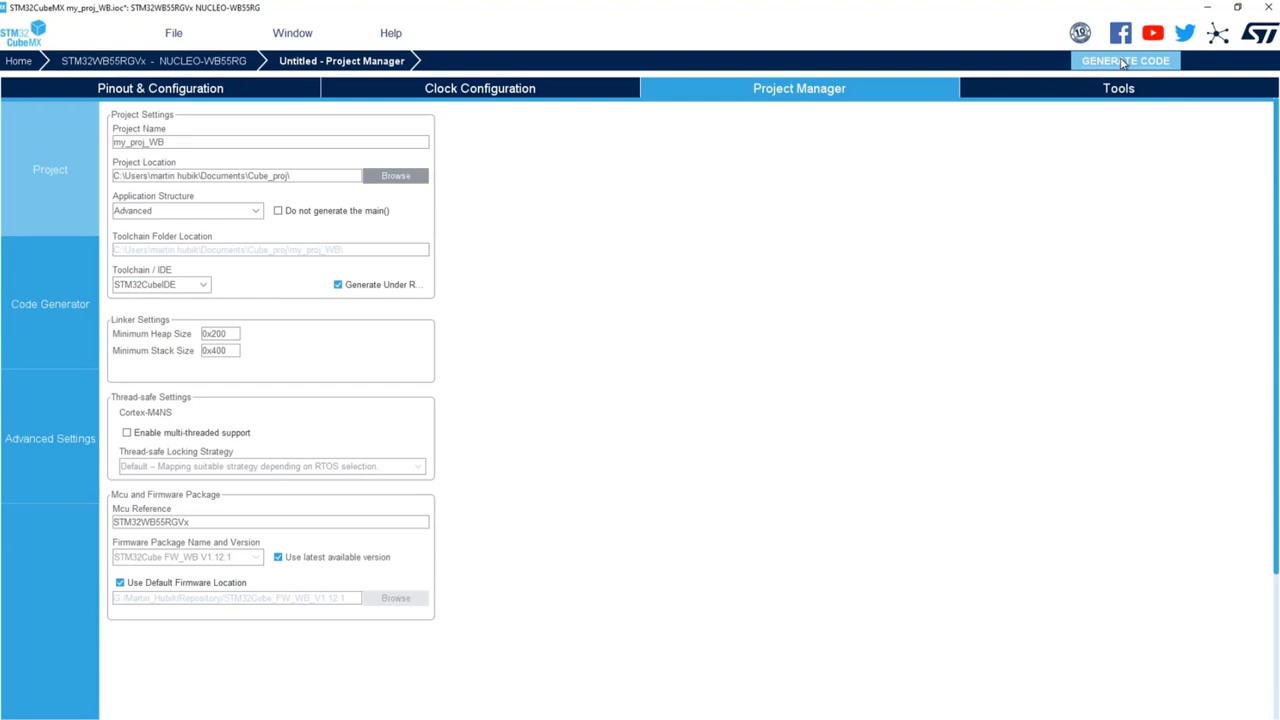 MX STM32CubeMX my_proj_WB.ioc*: STM32WB55RGVx NUCLEO-WB55RG
STM32
CubeMX
File
Window
Help
10
ST
Home
STM32WB55RGVx - NUCLEO-WB55RG
Untitled - Project Manager
GENERATE CODE
Pinout & Configuration
Clock Configuration
Project Manager
Tools
Project
Code Generator
Advanced Settings
Project Settings
Project Name
my_proj_WB
Project Location
C:\Users\martin hubik\Documents\Cube_proj\
Browse
Application Structure
Advanced
Do not generate the main()
Toolchain Folder Location
C:\Users\martin hubik\Documents\Cube_proj\my_proj_WB\
Toolchain / IDE
STM32CubeIDE
Generate Under R...
Linker Settings
Minimum Heap Size 0x200
Minimum Stack Size 0x400
Thread-safe Settings
Cortex-M4NS
Enable multi-threaded support
Thread-safe Locking Strategy
Default – Mapping suitable strategy depending on RTOS selection.
Mcu and Firmware Package
Mcu Reference
STM32WB55RGVx
Firmware Package Name and Version
STM32Cube FW_WB V1.12.1
Use latest available version
Use Default Firmware Location
G:/Martin_Hubik/Repository/STM32Cube_FW_WB_V1.12.1
Browse